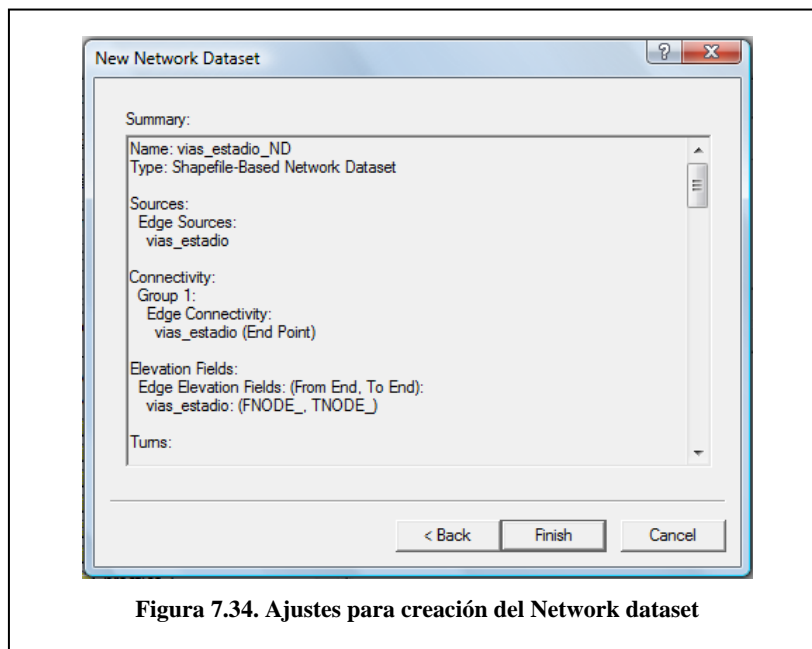 New Network Dataset
Summary:
Name: vias_estadio_ND
Type: Shapefile-Based Network Dataset
Sources:
Edge Sources:
vias_estadio
Connectivity:
Group 1:
Edge Connectivity:
vias_estadio (End Point)
Elevation Fields:
Edge Elevation Fields: (From End, To End):
vias_estadio: (FNODE_, TNODE_)
Turns:
< Back
Finish
Cancel
Figura 7.34. Ajustes para creación del Network dataset